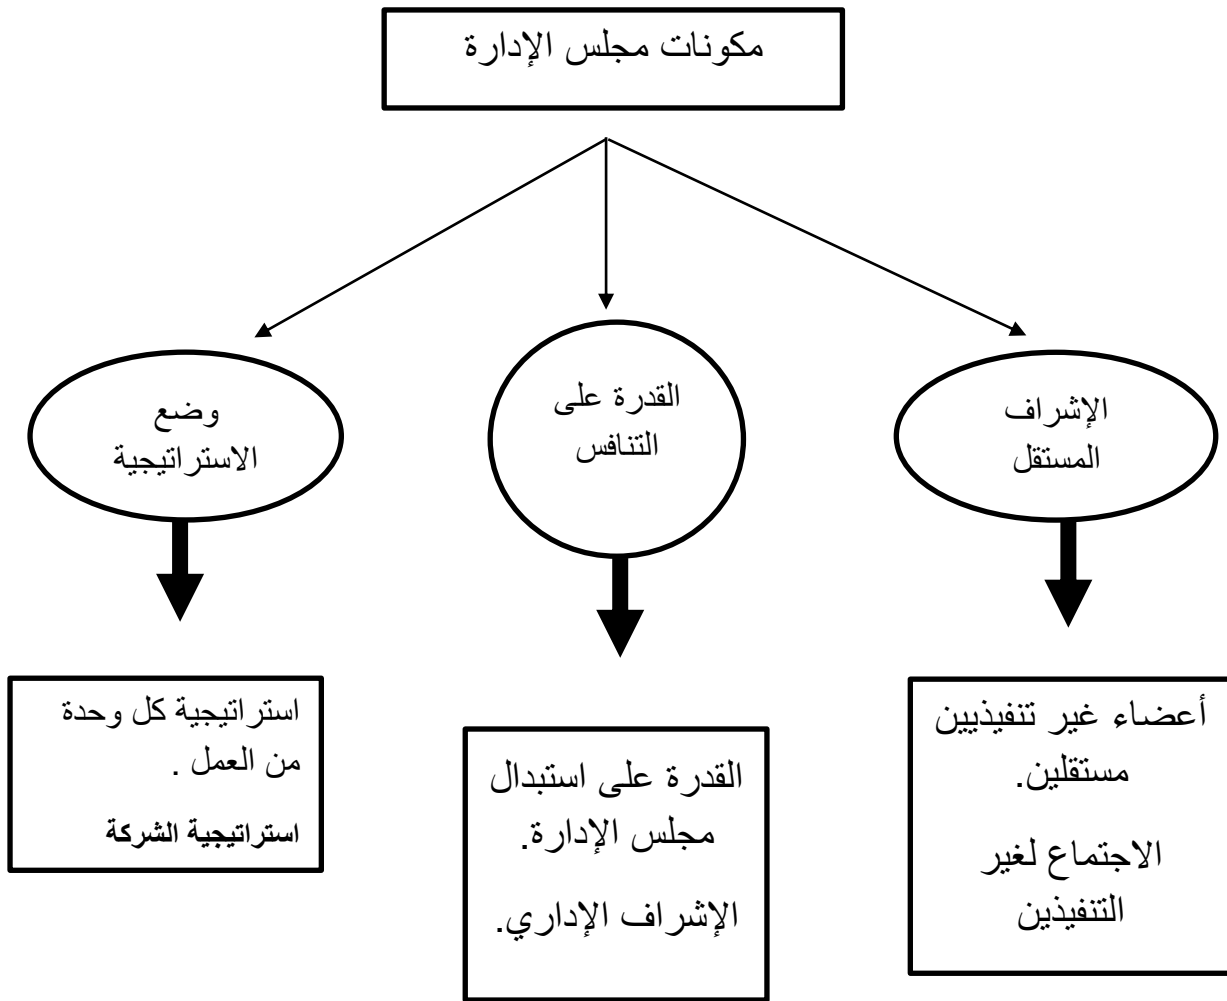 مكونات مجلس الإدارة
الإشراف
المستقل
القدرة على
التنافس
وضع
الاستراتيجية
أعضاء غير تنفيذيين
مستقلين.
الاجتماع لغير
التنفيذين
القدرة على استبدال
مجلس الإدارة.
الإشراف الإداري.
استراتيجية كل وحدة
من العمل .
استراتيجية الشركة